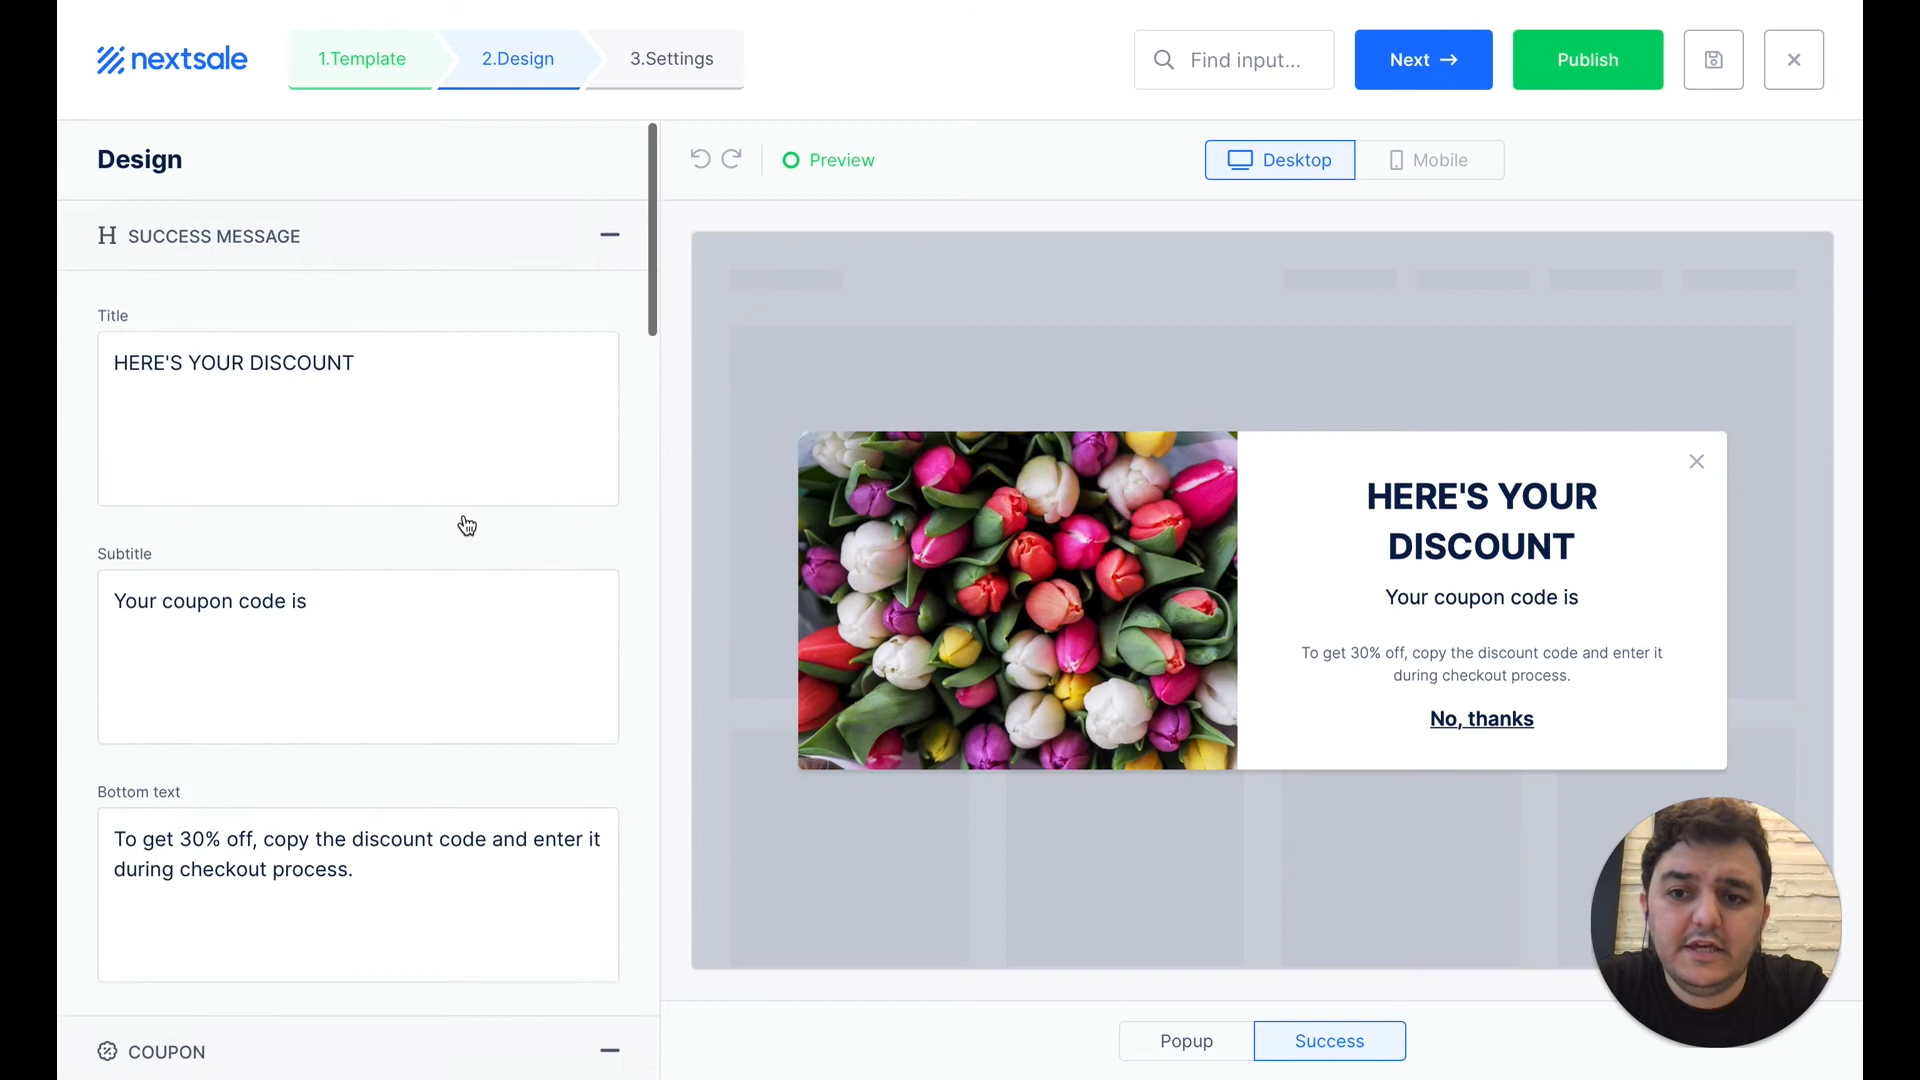 nextsale
1.Template
2.Design
3.Settings
Find input...
Next
Publish
Design
Preview
Desktop
Mobile
SUCCESS MESSAGE
Title
HERE'S YOUR DISCOUNT
Subtitle
Your coupon code is
Bottom text
To get 30% off, copy the discount code and enter it
during checkout process.
COUPON
HERE'S YOUR
DISCOUNT
Your coupon code is
To get 30% off, copy the discount code and enter it
during checkout process.
No, thanks
Popup
Success